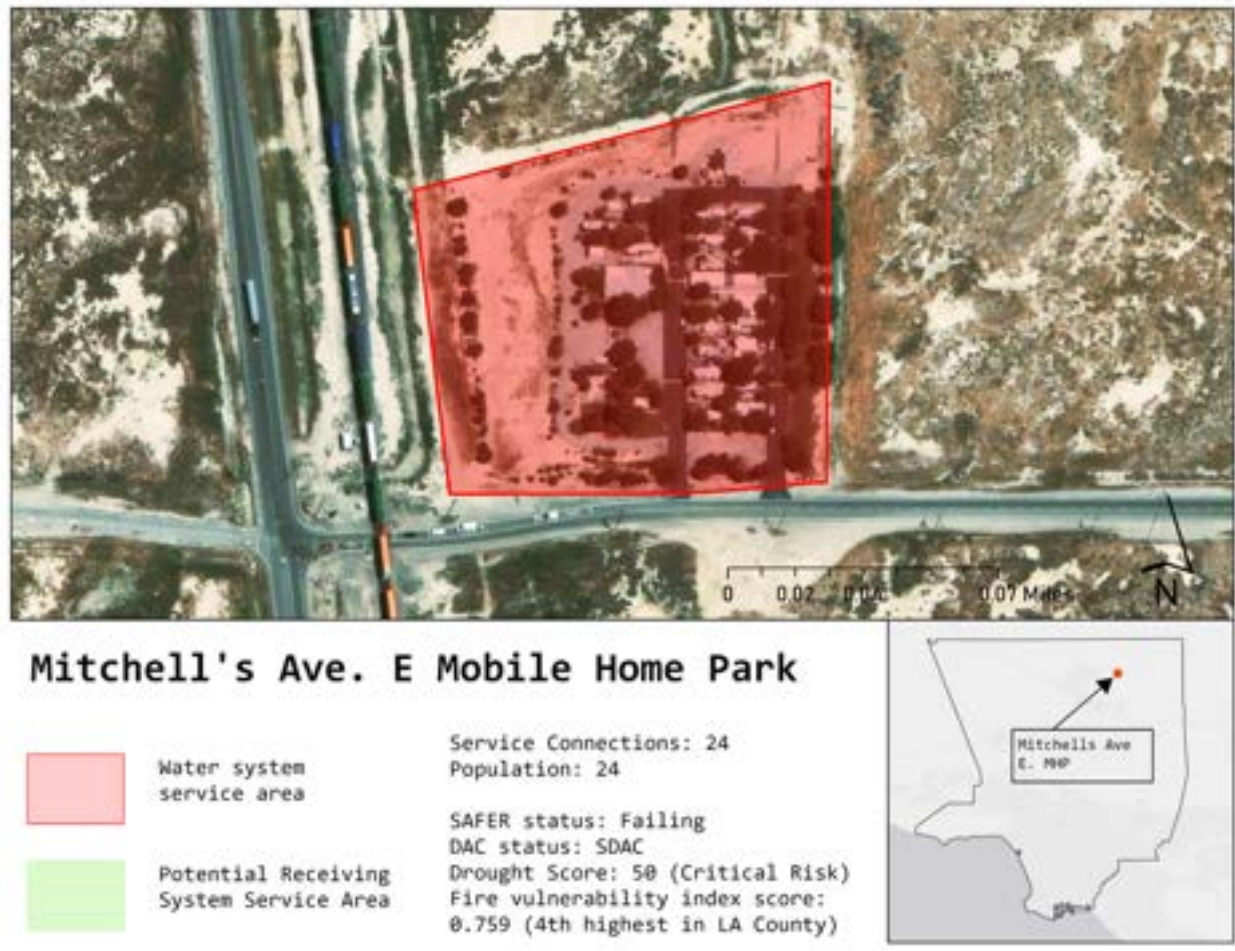 0 0.02 0.04 0.07 Miles
N
Mitchell's Ave. E Mobile Home Park
Water system
service area
Potential Receiving
System Service Area
Service Connections: 24
Population: 24
SAFER status: Failing
DAC status: SDAC
Drought Score: 50 (Critical Risk)
Fire vulnerability index score:
0.759 (4th highest in LA County)
Mitchells Ave
E. MHP